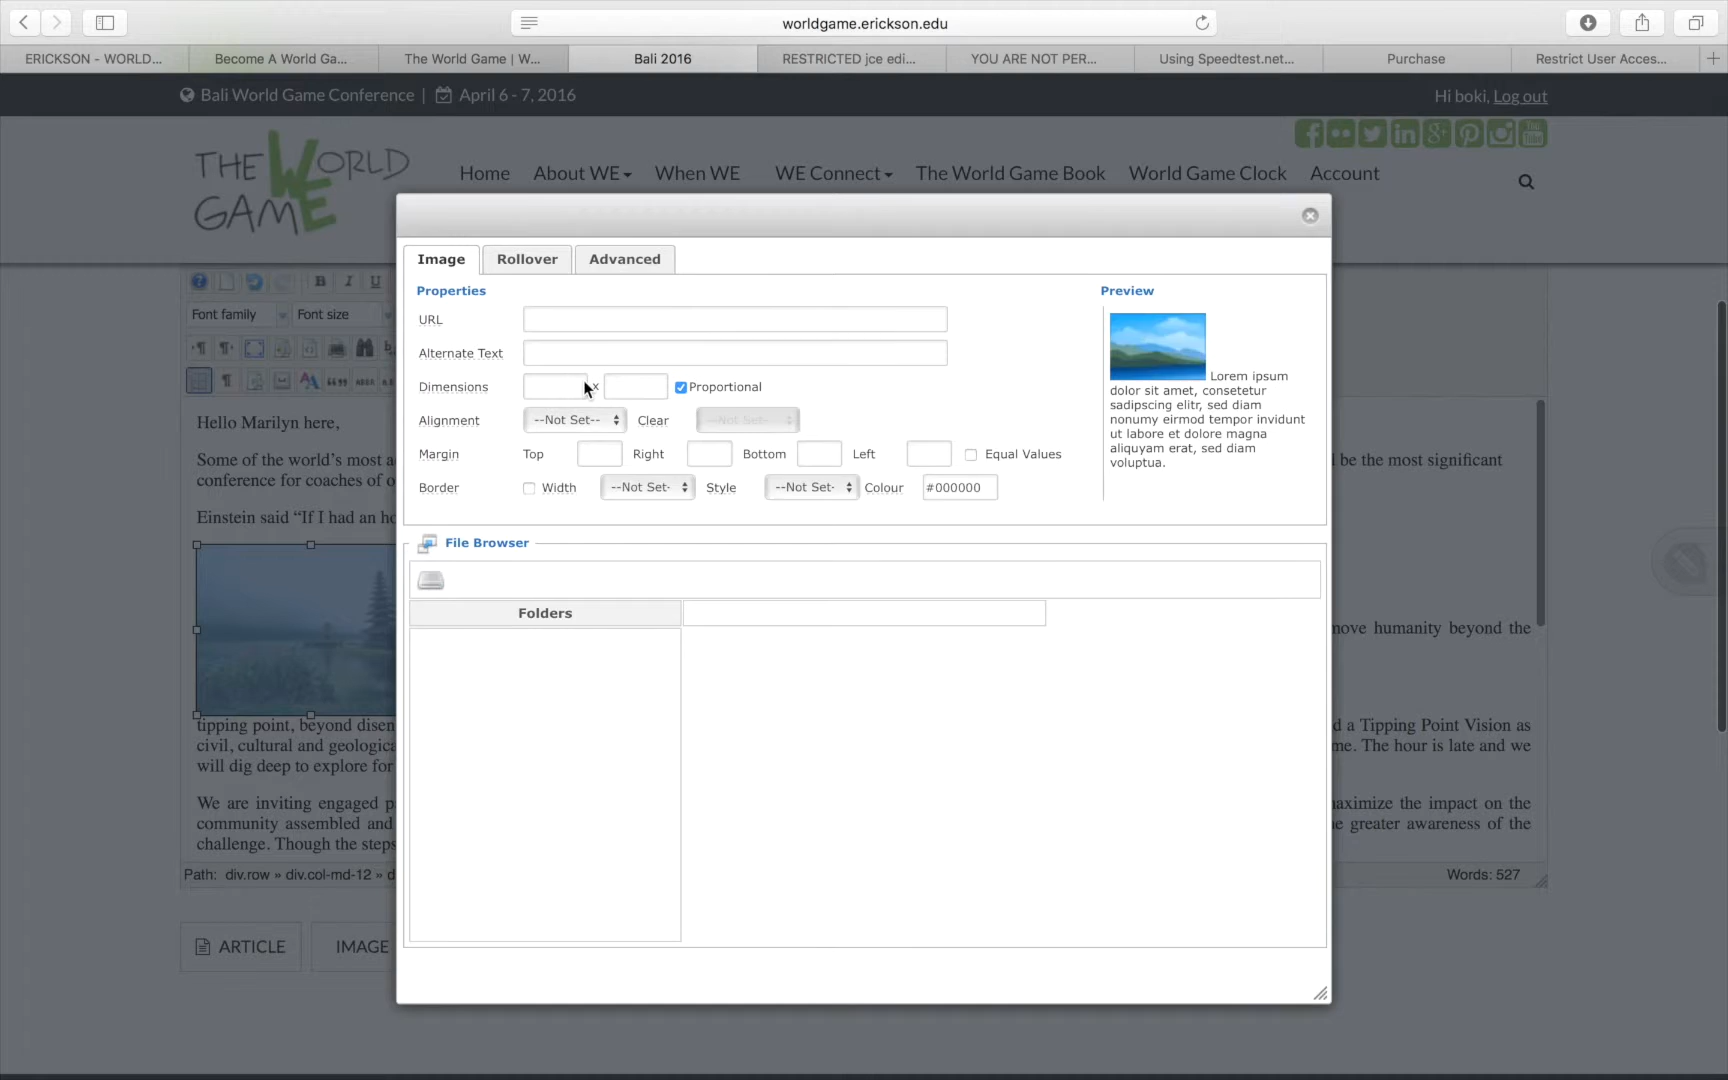 worldgame.erickson.edu
ERICKSON - WORLD...
Become A World Ga...
The World Game | W...
Bali 2016
RESTRICTED jce edi...
YOU ARE NOT PER...
Using Speedtest.net...
Purchase
Restrict User Acces...
Bali World Game Conference | April 6 - 7, 2016
Hi boki, Log out
THE WORLD
WE
GAME
Home About WE When WE WE Connect The World Game Book World Game Clock Account
Image Rollover Advanced
Properties
Preview
URL
Alternate Text
Dimensions x Proportional
Alignment --Not Set-- Clear --Not Set--
Margin Top Right Bottom Left Equal Values
Border Width --Not Set- Style --Not Set- Colour #000000
Lorem ipsum
dolor sit amet, consetetur
sadipscing elitr, sed diam
nonumy eirmod tempor invidunt
ut labore et dolore magna
aliquyam erat, sed diam
voluptua.
File Browser
Folders
Font family Font size
Hello Marilyn here,
Some of the world's most a
be the most significant
conference for coaches of o
Einstein said “If I had an ho
move humanity beyond the
tipping point, beyond disen
d a Tipping Point Vision as
civil, cultural and geologica
me. The hour is late and we
will dig deep to explore for
We are inviting engaged p
maximize the impact on the
community assembled and
e greater awareness of the
challenge. Though the steps
Path: div.row » div.col-md-12 » d
Words: 527
ARTICLE
IMAGE